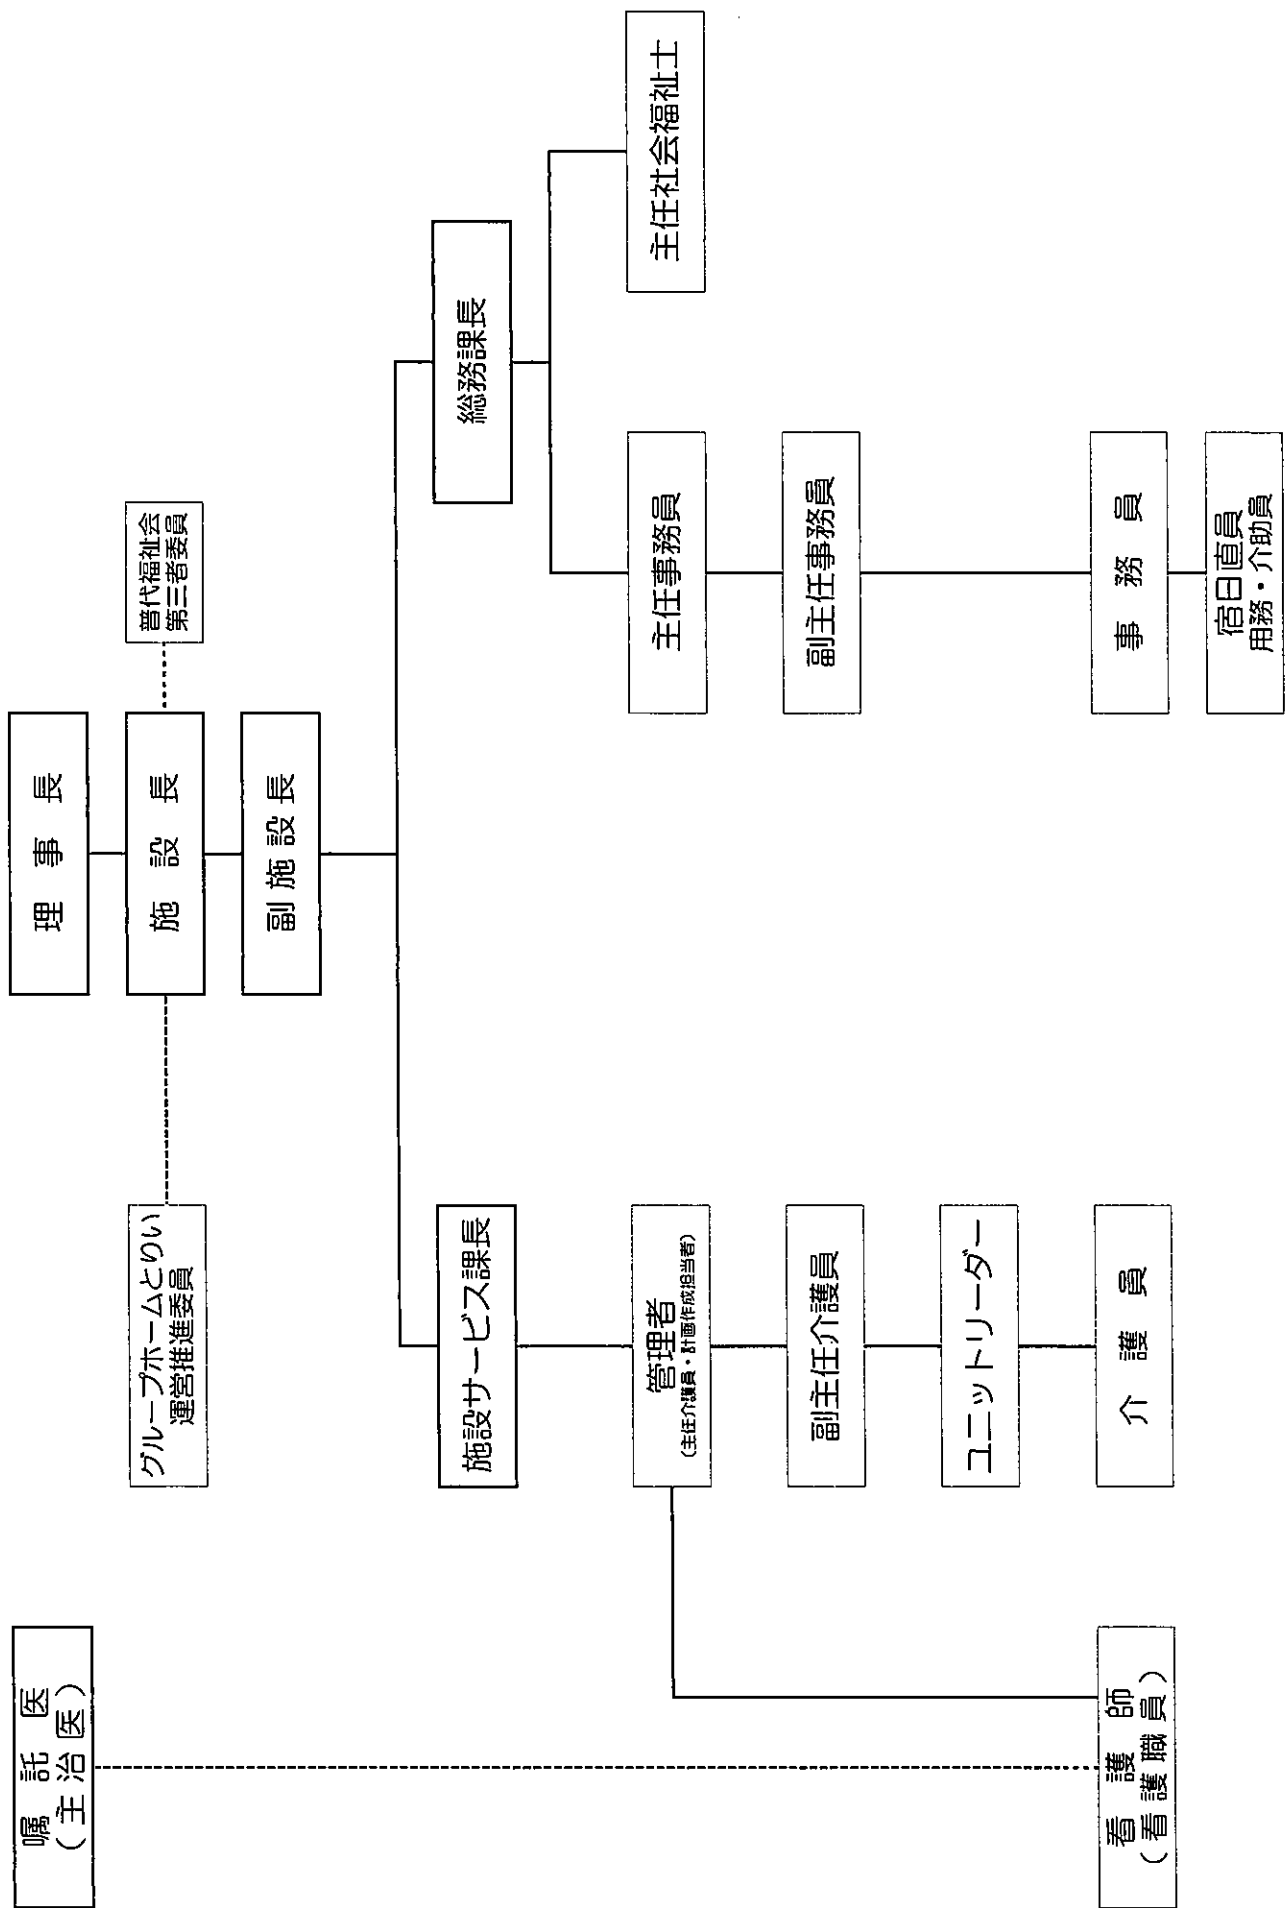 理事長
施設長
副施設長
普代福祉会
第三者委員
グループホームとりい
運営推進委員
嘱託医
(主治医)
施設サービス課長
総務課長
管理者
(主任介護員・計画作成担当者)
主任事務員
主任社会福祉士
副主任介護員
副主任事務員
ユニットリーダー
看護師
(看護職員)
介護員
事務員
宿日直員
用務・介助員